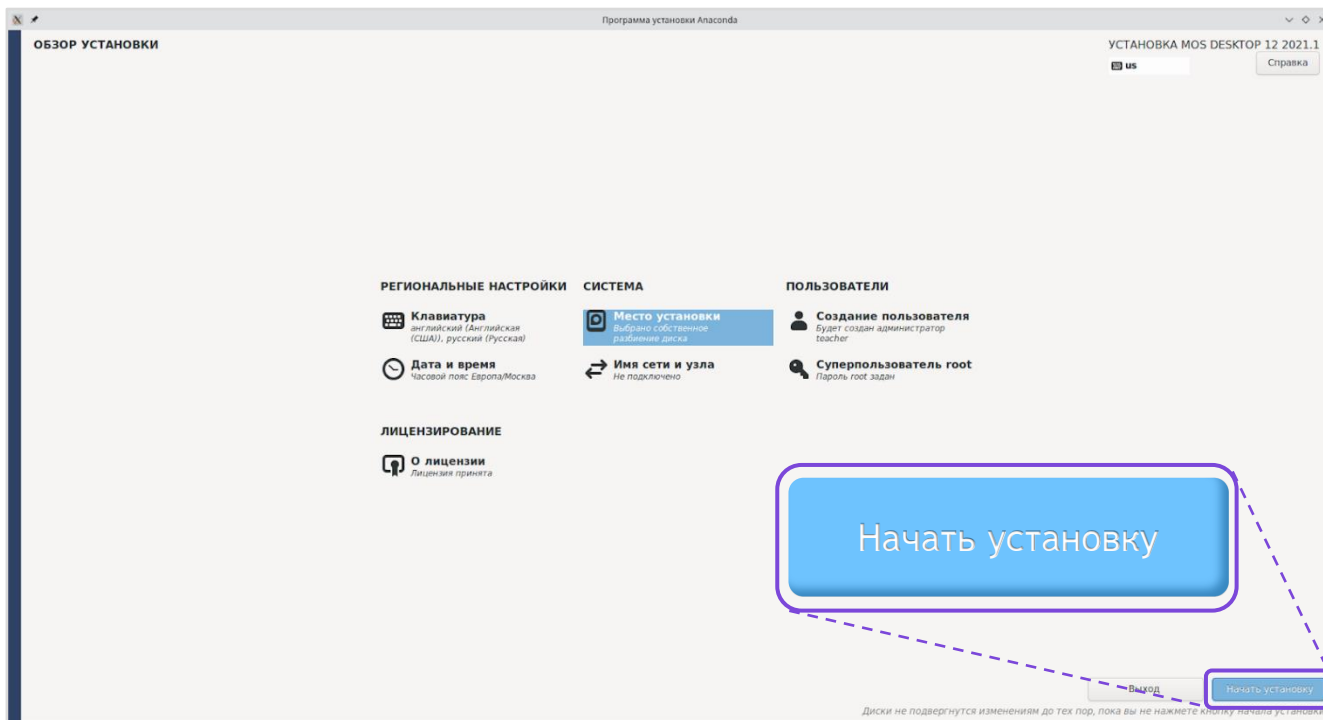 Программа установки Anaconda
ОБЗОР УСТАНОВКИ
УСТАНОВКА MOS DESKTOP 12 2021.1
us
Справка
РЕГИОНАЛЬНЫЕ НАСТРОЙКИ
Клавиатура
английский (Английская
(США)), русский (Русская)
Дата и время
Часовой пояс Европа/Москва
СИСТЕМА
Место установки
Выбрано собственное
разбиение диска
Имя сети и узла
Не подключено
ПОЛЬЗОВАТЕЛИ
Создание пользователя
Будет создан администратор
teacher
Суперпользователь root
Пароль root задан
ЛИЦЕНЗИРОВАНИЕ
О лицензии
Лицензия принята
Начать установку
Выход
Начать установку
Диски не подвергнутся изменениям до тех пор, пока вы не нажмете кнопку начала установки